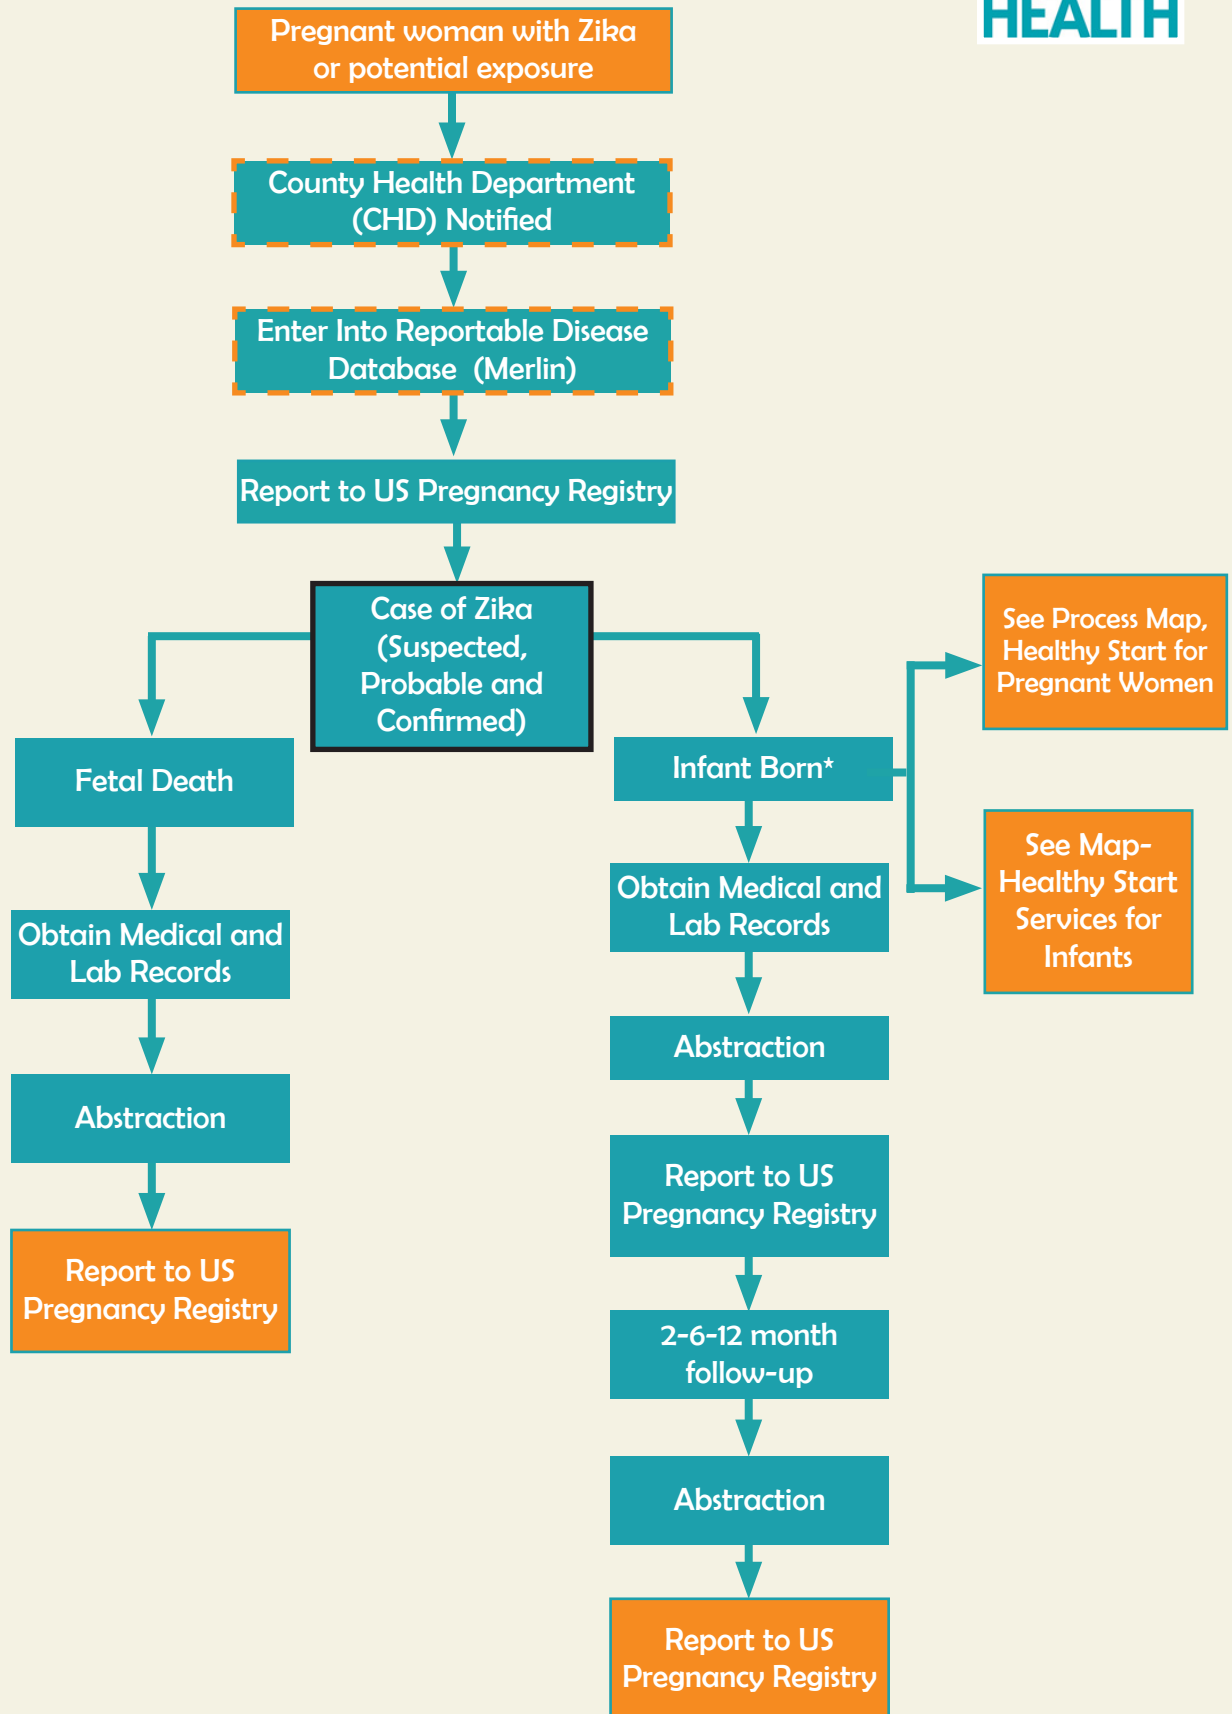 HEALTH
Pregnant woman with Zika
or potential exposure
County Health Department
(CHD) Notified
Enter Into Reportable Disease
Database (Merlin)
Report to US Pregnancy Registry
Case of Zika
(Suspected,
Probable and
Confirmed)
Fetal Death
Obtain Medical and
Lab Records
Abstraction
Report to US
Pregnancy Registry
Infant Born*
Obtain Medical and
Lab Records
Abstraction
Report to US
Pregnancy Registry
2-6-12 month
follow-up
Abstraction
Report to US
Pregnancy Registry
See Process Map,
Healthy Start for
Pregnant Women
See Map-
Healthy Start
Services for
Infants